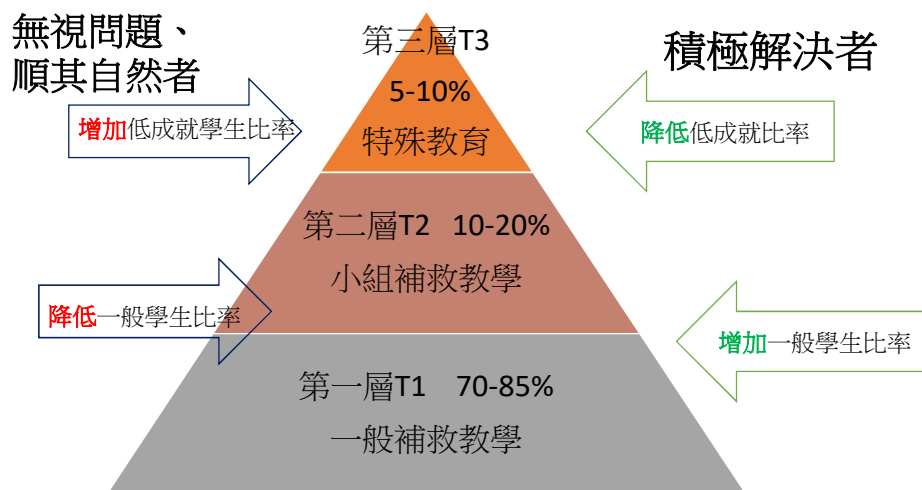 無視問題、
順其自然者
積極解決者
第三層T3
5-10%
特殊教育
增加低成就學生比率
降低低成就比率
第二層T2 10-20%
小組補救教學
降低一般學生比率
增加一般學生比率
第一層T1 70-85%
一般補救教學